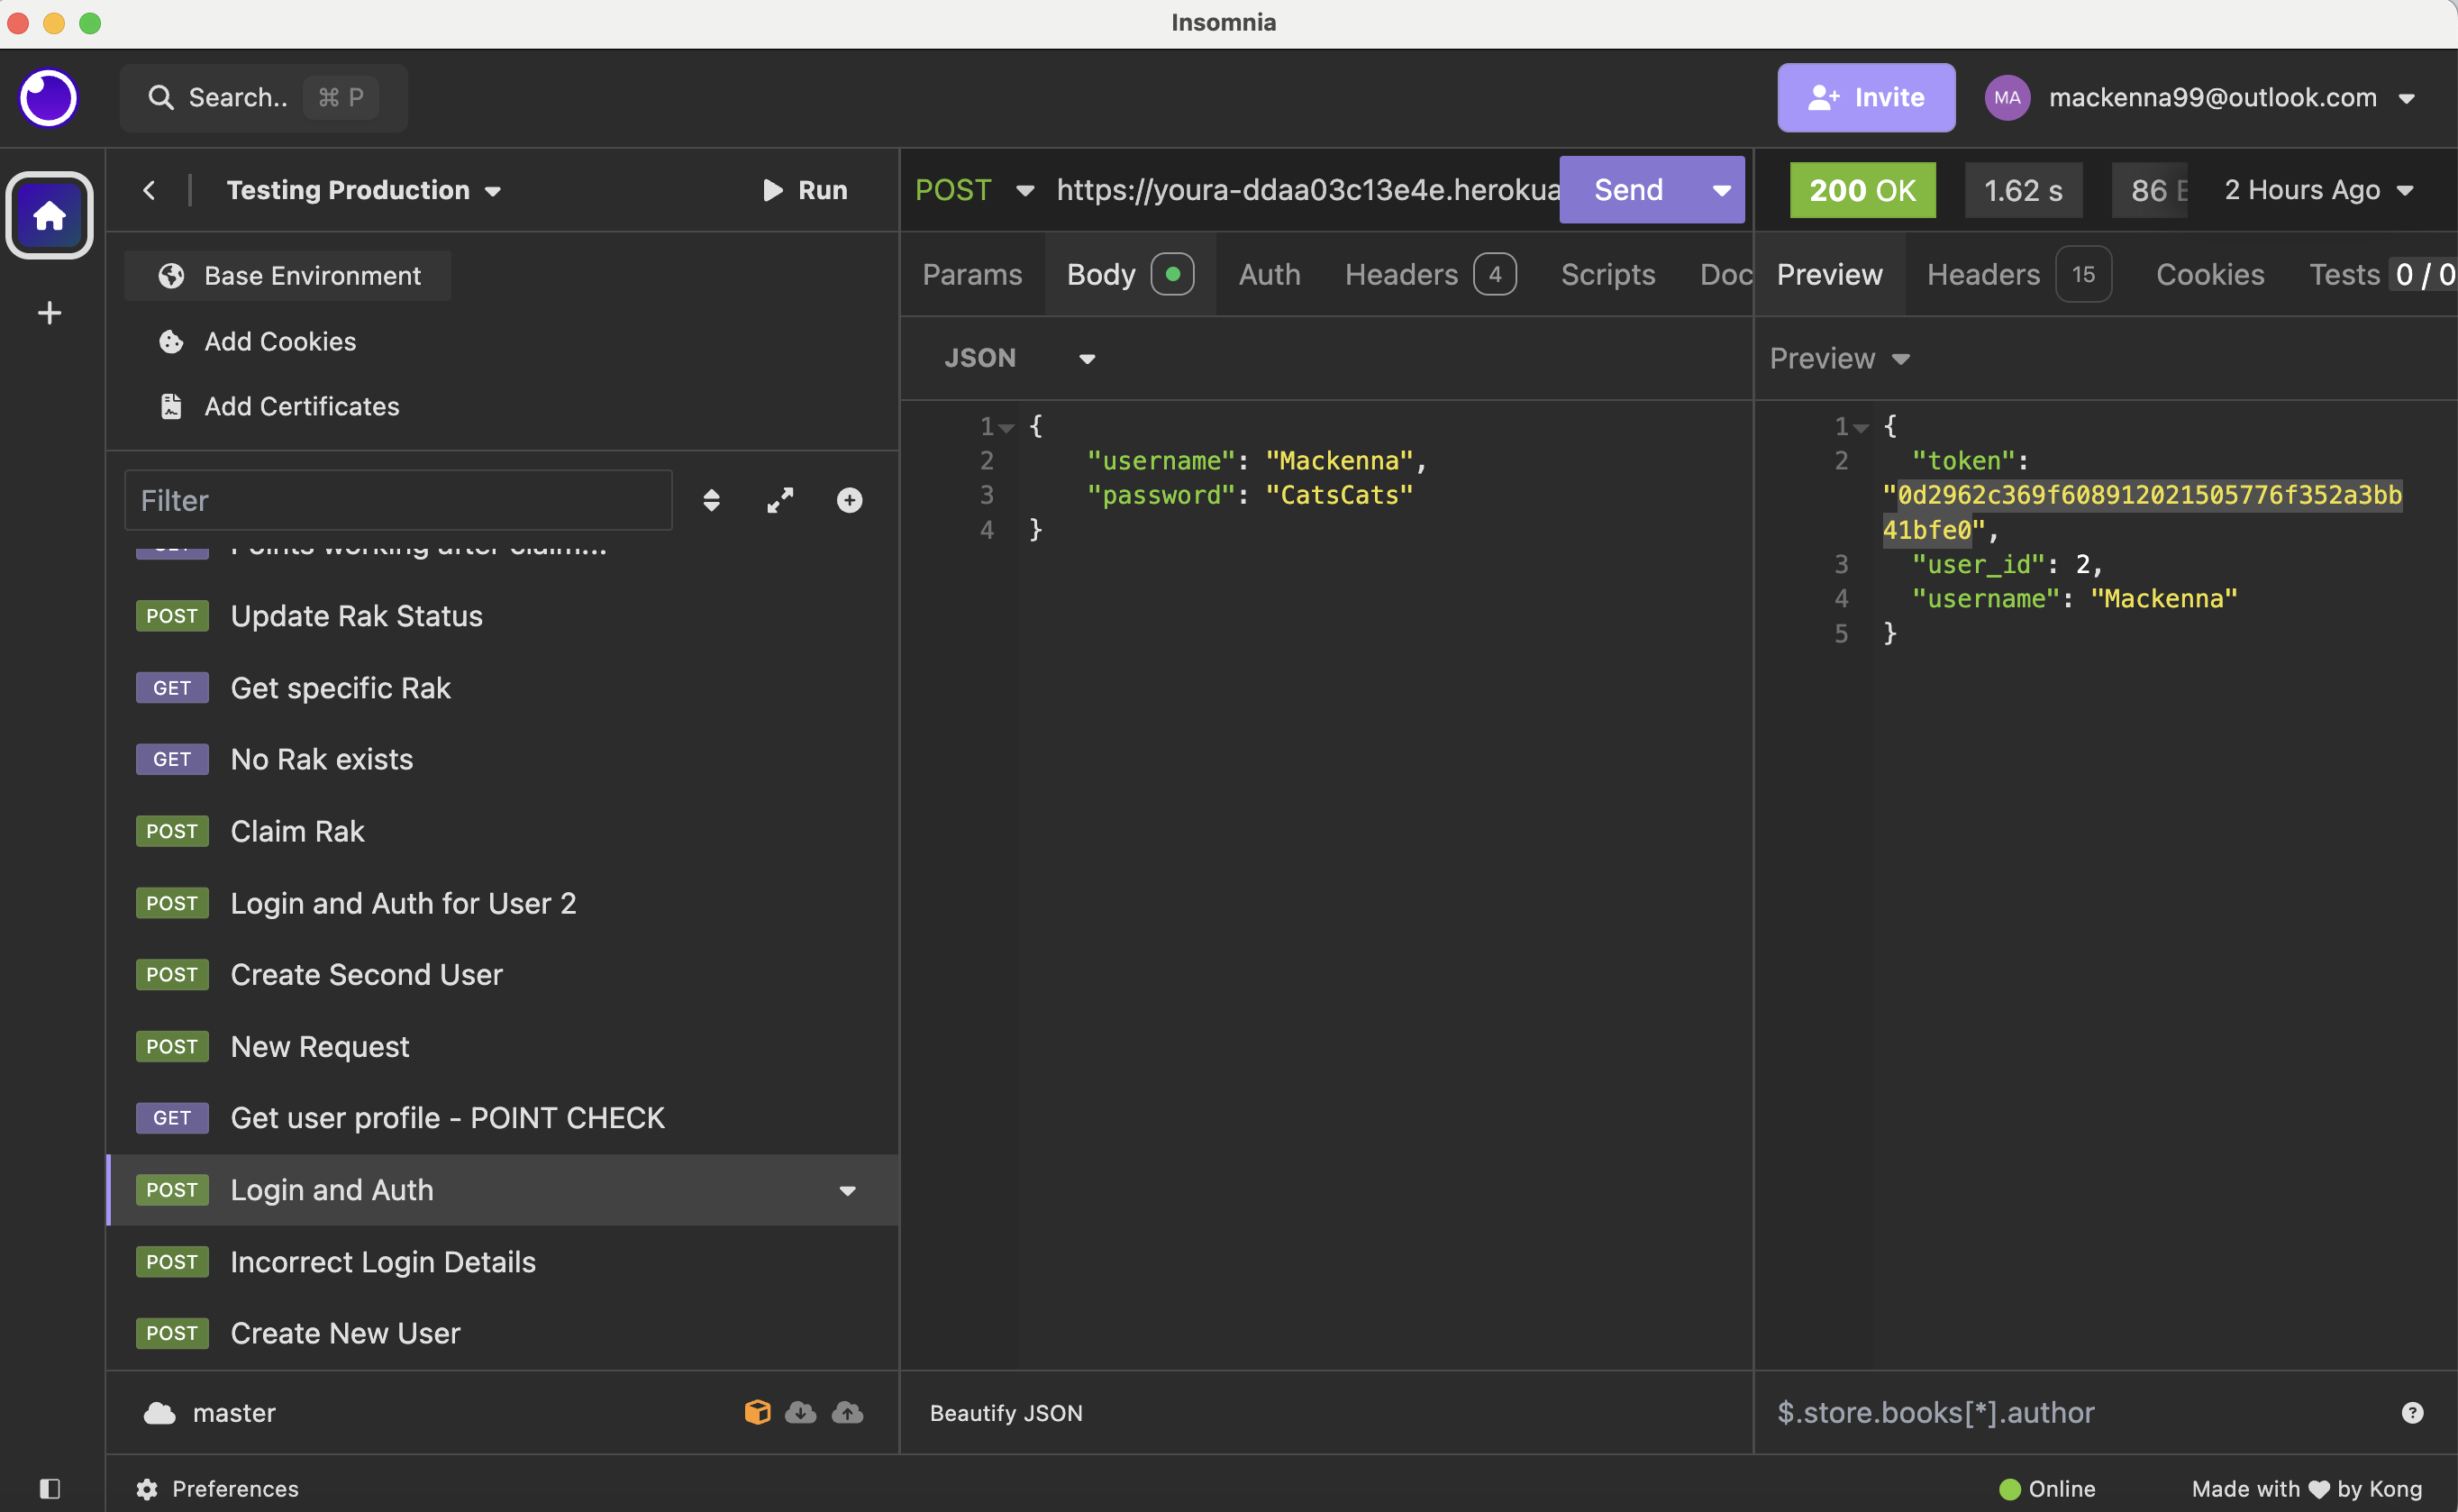 Insomnia
Search.. ⌘ P
Invite
MA mackenna99@outlook.com
Testing Production
Run
Base Environment
Add Cookies
Add Certificates
Filter
POST Update Rak Status
GET Get specific Rak
GET No Rak exists
POST Claim Rak
POST Login and Auth for User 2
POST Create Second User
POST New Request
GET Get user profile - POINT CHECK
POST Login and Auth
POST Incorrect Login Details
POST Create New User
master
Preferences
POST https://youra-ddaa03c13e4e.herokua Send
Params Body Auth Headers 4 Scripts Doc
JSON
1 {
2 "username": "Mackenna",
3 "password": "CatsCats"
4 }
Beautify JSON
200 OK 1.62 s 86 2 Hours Ago
Preview Headers 15 Cookies Tests 0 / 0
Preview
1 {
2 "token":
"0d2962c369f608912021505776f352a3bb
41bfe0",
3 "user_id": 2,
4 "username": "Mackenna"
5 }
$.store.books[*].author ?
Online Made with ♥ by Kong